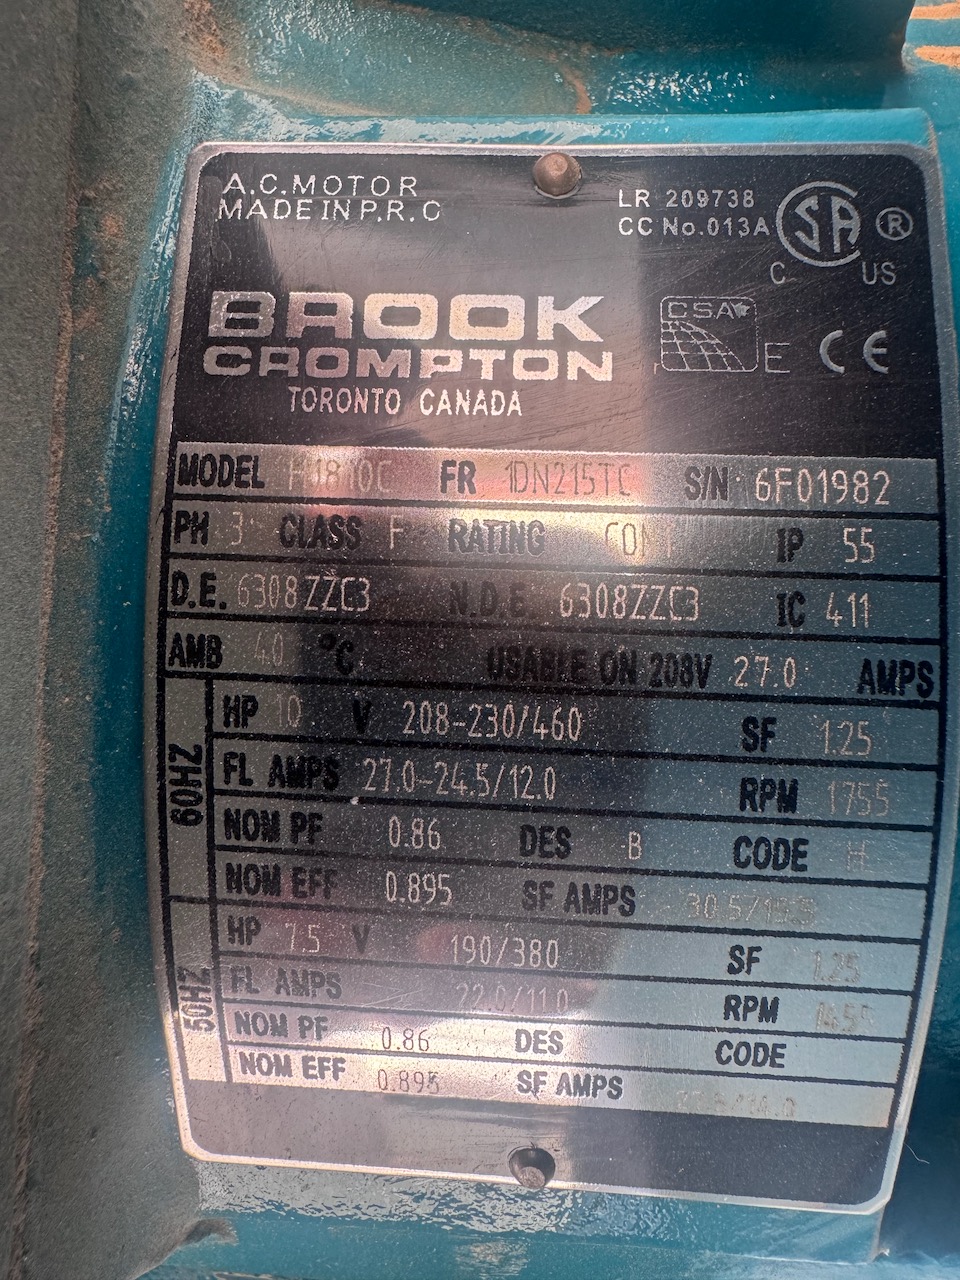 A.C.MOTOR
MADE IN P.R.C
LR 209738
CC No.013A
SA ®
C US
BROOK
CROMPTON
TORONTO CANADA
CSA
E CE
MODEL FR 1DN215TC S/N 6F01982
PH 3 CLASS F RATING CONT IP 55
D.E. 6308ZZC3 N.D.E. 6308ZZC3 IC 411
AMB 40 °C USABLE ON 208V 27.0 AMPS
60HZ
HP 10 V 208-230/460 SF 1.25
FL AMPS 27.0-24.5/12.0 RPM 1755
NOM PF 0.86 DES B CODE H
NOM EFF 0.895 SF AMPS
50HZ
HP 7.5 V 190/380 SF 1.25
FL AMPS 22.0/11.0 RPM 1455
NOM PF 0.86 DES CODE
NOM EFF 0.895 SF AMPS